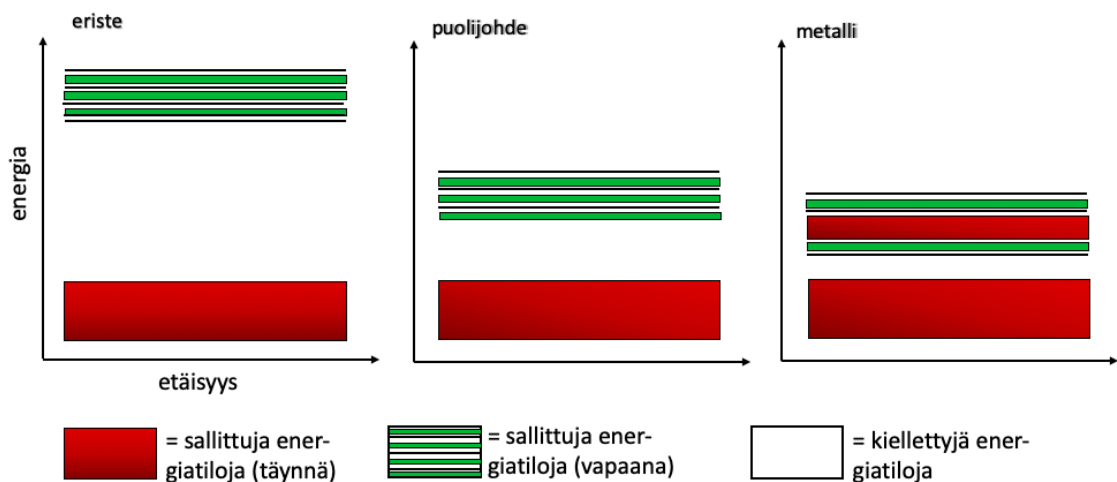 eriste
puolijohde
metalli
energia
etäisyys
= sallittuja ener-
giatiloja (täynnä)
= sallittuja ener-
giatiloja (vapaana)
= kiellettyjä ener-
giatiloja